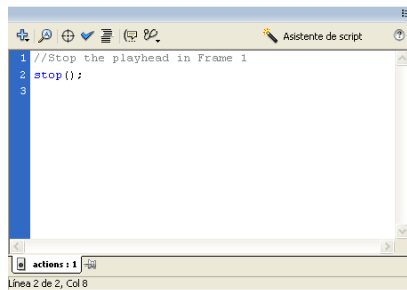 Asistente de script
1 //Stop the playhead in Frame 1
2 stop();
3
actions : 1
Línea 2 de 2, Col 8